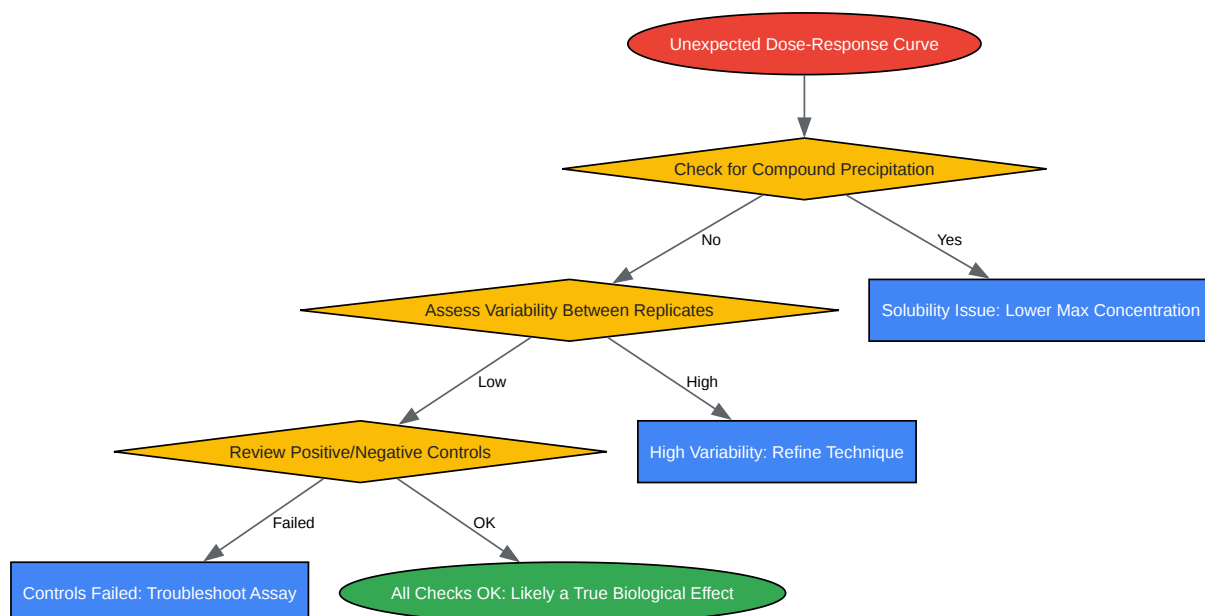 Unexpected Dose-Response Curve
Check for Compound Precipitation
No
Yes
Assess Variability Between Replicates
Solubility Issue: Lower Max Concentration
Low
High
Review Positive/Negative Controls
High Variability: Refine Technique
Failed
OK
Controls Failed: Troubleshoot Assay
All Checks OK: Likely a True Biological Effect